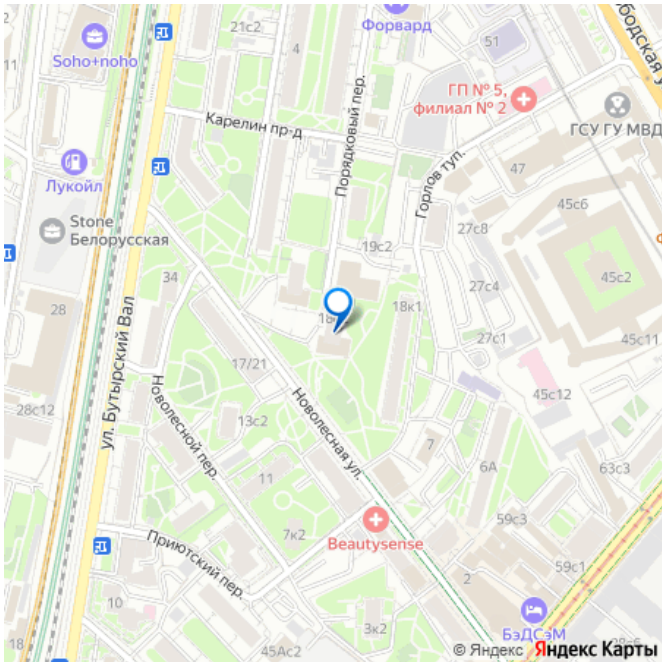 21с2
4
Форвард
51
Soho+noho
18
ГП № 5,
филиал № 2
ГСУ ГУ МВД
Карелин пр-д
Порядковый пер.
Горлов туп.
47
Лукойл
45с6
Stone
Белорусская
27с8
19с2
45с2
34
28
27с4
18к1
45с11
27с1
ул. Бутырский Вал
17/21
45с12
28с12
Новолесной пер.
13с2
Новолесная ул.
7
6А
63с3
11
59с3
7к2
Beautysense
Приютский пер.
59с1
2
10
БэДСэМ
3к2
45Ас2
© Яндекс Яндекс Карты